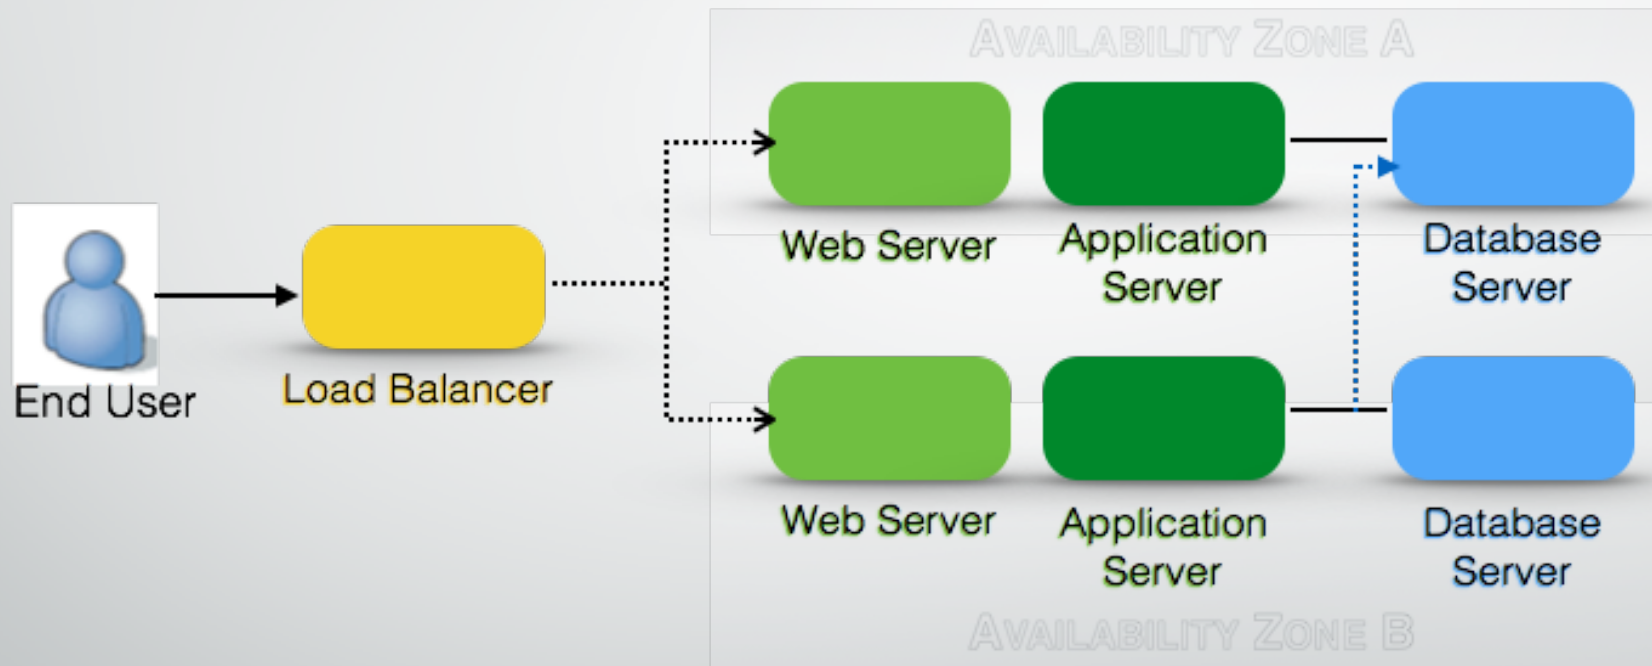 AVAILABILITY ZONE A
Web Server
Application
Server
Database
Server
End User
Load Balancer
Web Server
Application
Server
Database
Server
AVAILABILITY ZONE B